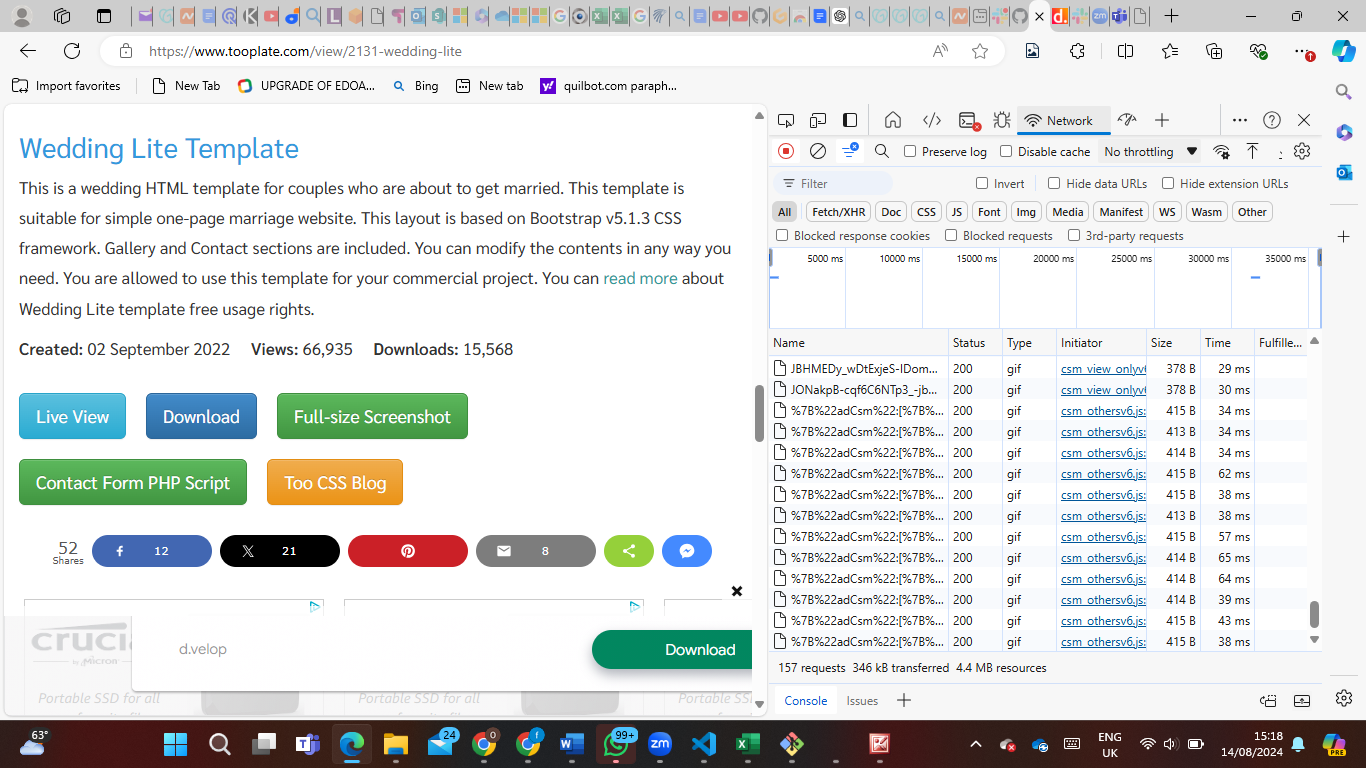 https://www.tooplate.com/view/2131-wedding-lite
Import favorites
New Tab
UPGRADE OF EDOA...
Bing
New tab
quilbot.com paraph...
Wedding Lite Template
This is a wedding HTML template for couples who are about to get married. This template is
suitable for simple one-page marriage website. This layout is based on Bootstrap v5.1.3 CSS
framework. Gallery and Contact sections are included. You can modify the contents in any way you
need. You are allowed to use this template for your commercial project. You can read more about
Wedding Lite template free usage rights.
Created: 02 September 2022 Views: 66,935 Downloads: 15,568
Live View
Download
Full-size Screenshot
Contact Form PHP Script
Too CSS Blog
52
Shares
12
21
8
crucia
by Micron
d.velop
Download
Portable SSD for all
Portable SSD for all
Portable SSD for
Network
Preserve log
Disable cache
No throttling
Filter
Invert
Hide data URLs
Hide extension URLs
All
Fetch/XHR
Doc
CSS
JS
Font
Img
Media
Manifest
WS
Wasm
Other
Blocked response cookies
Blocked requests
3rd-party requests
5000 ms 10000 ms 15000 ms 20000 ms 25000 ms 30000 ms 35000 ms
Name Status Type Initiator Size Time Fulfille...
JBHMEDy_wDtExjeS-IDom... 200 gif csm_view_onlyv6 378 B 29 ms
JONakpB-cqf6C6NTp3_-jb... 200 gif csm_view_onlyv6 378 B 30 ms
%7B%22adCsm%22:[%7B%... 200 gif csm_othersv6.js: 415 B 34 ms
%7B%22adCsm%22:[%7B%... 200 gif csm_othersv6.js: 413 B 34 ms
%7B%22adCsm%22:[%7B%... 200 gif csm_othersv6.js: 414 B 34 ms
%7B%22adCsm%22:[%7B%... 200 gif csm_othersv6.js: 415 B 62 ms
%7B%22adCsm%22:[%7B%... 200 gif csm_othersv6.js: 415 B 38 ms
%7B%22adCsm%22:[%7B%... 200 gif csm_othersv6.js: 413 B 38 ms
%7B%22adCsm%22:[%7B%... 200 gif csm_othersv6.js: 415 B 57 ms
%7B%22adCsm%22:[%7B%... 200 gif csm_othersv6.js: 414 B 65 ms
%7B%22adCsm%22:[%7B%... 200 gif csm_othersv6.js: 414 B 64 ms
%7B%22adCsm%22:[%7B%... 200 gif csm_othersv6.js: 414 B 39 ms
%7B%22adCsm%22:[%7B%... 200 gif csm_othersv6.js: 415 B 43 ms
%7B%22adCsm%22:[%7B%... 200 gif csm_othersv6.js: 415 B 38 ms
157 requests 346 kB transferred 4.4 MB resources
Console
Issues
63°
24
99+
ENG
UK
15:18
14/08/2024
PRE